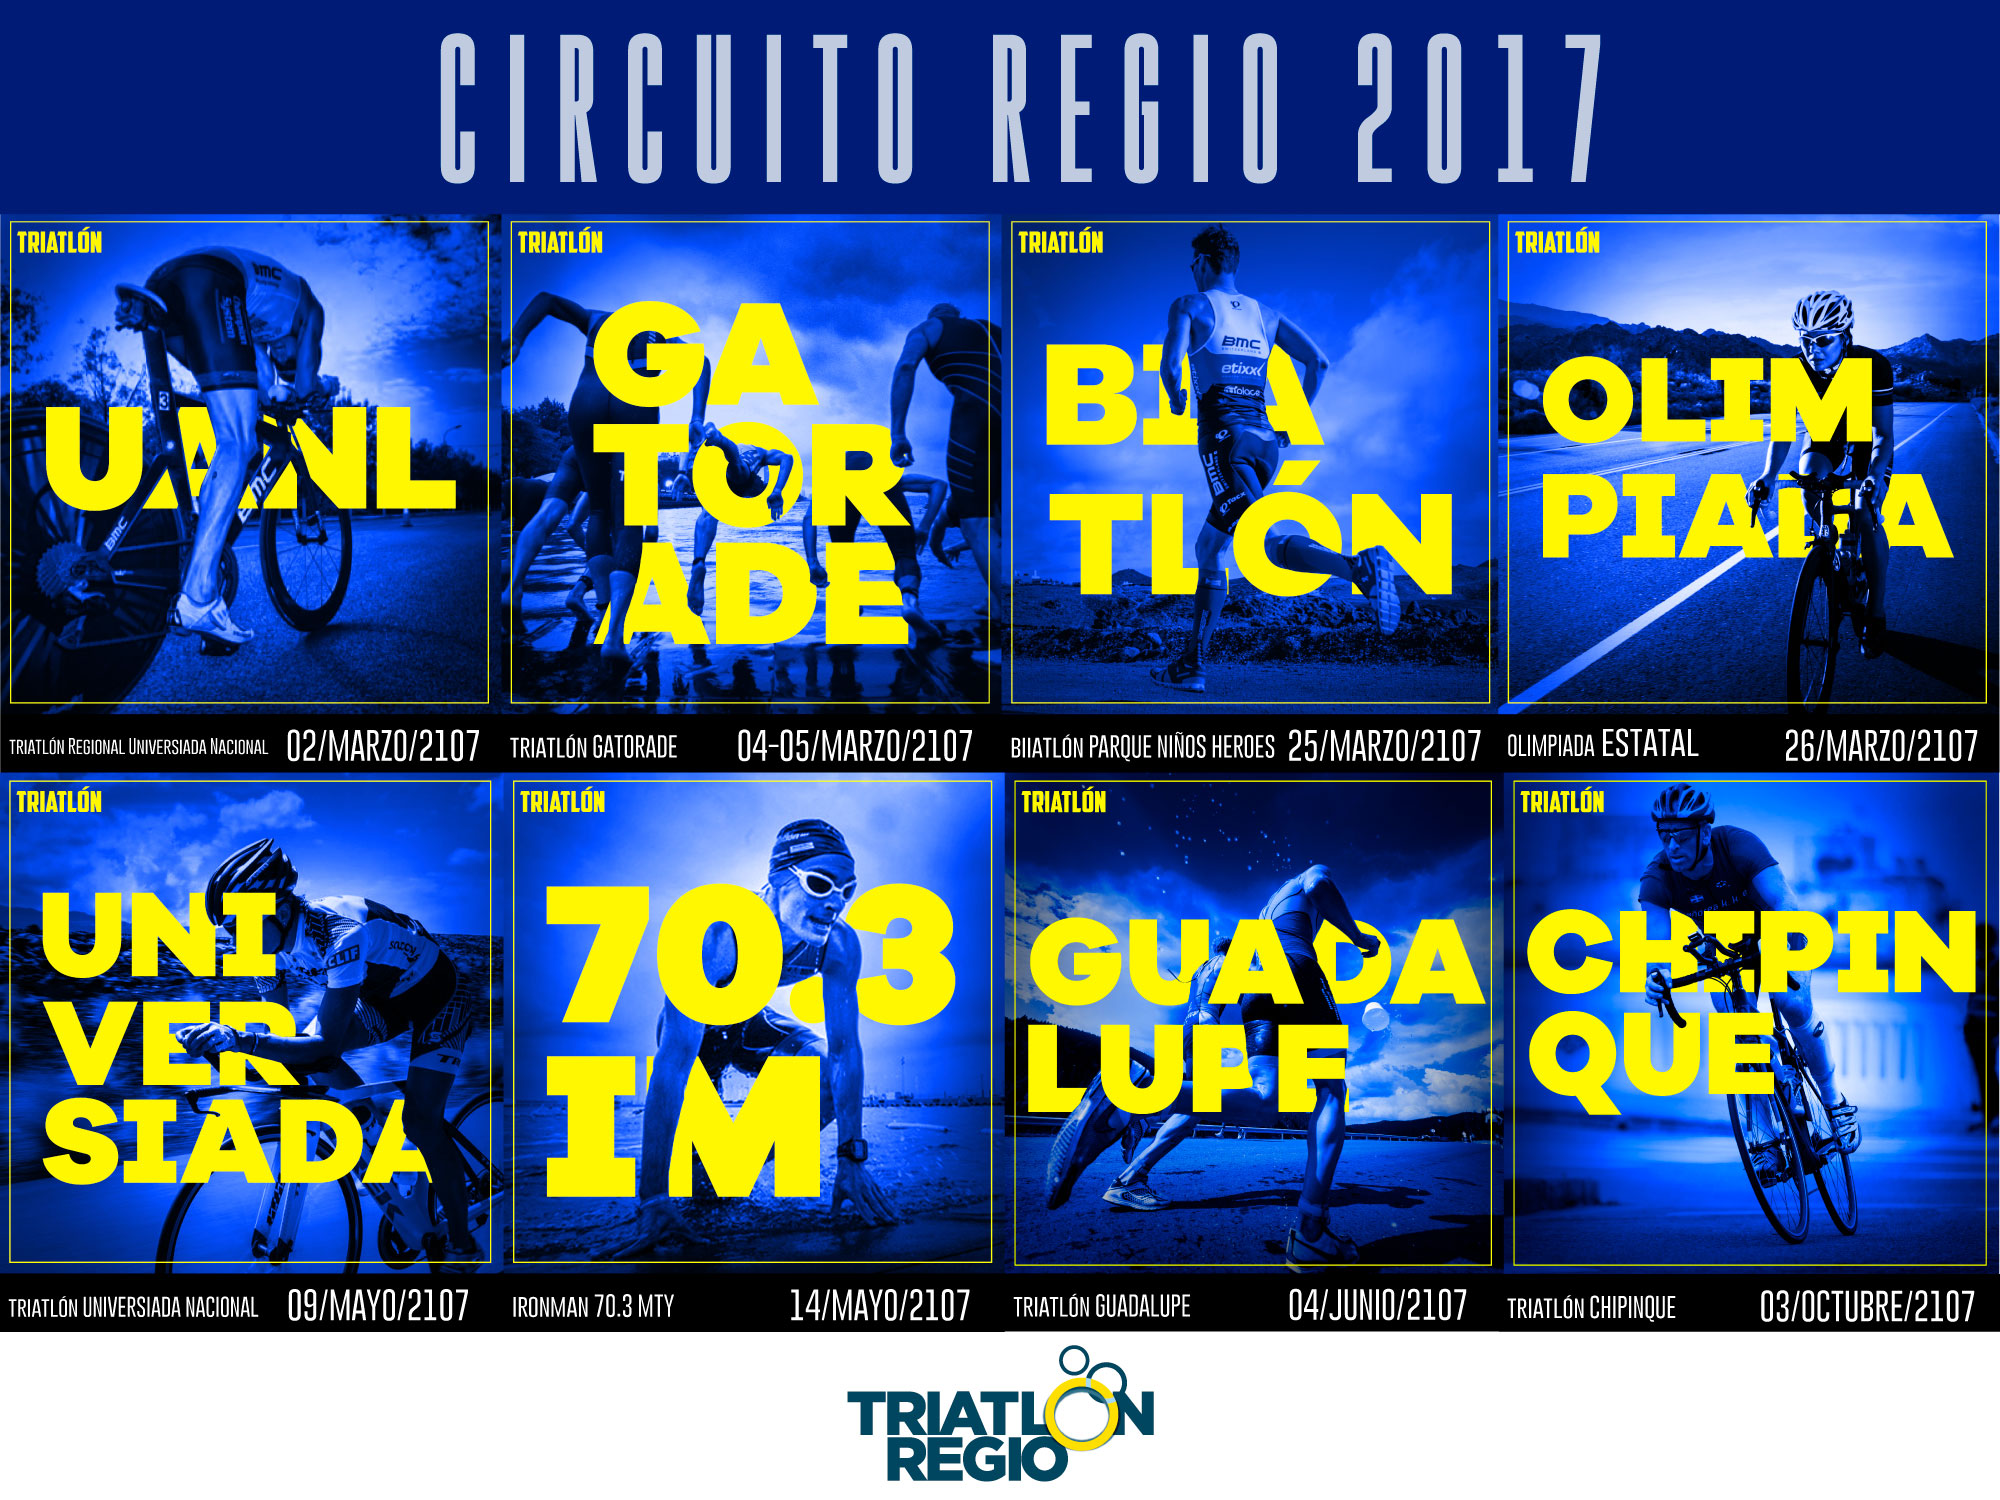 CIRCUITO REGIO 2017
TRIATLÓN
UANL
TRIATLÓN REGIONAL UNIVERSIADA NACIONAL 02/MARZO/2107
TRIATLÓN
GA
TOR
ADE
TRIATLÓN GATORADE 04-05/MARZO/2107
TRIATLÓN
BMC
etixx
BIA
TLÓN
BIIATLÓN PARQUE NIÑOS HEROES 25/MARZO/2107
TRIATLÓN
OLIM
PIADA
OLIMPIADA ESTATAL 26/MARZO/2107
TRIATLÓN
CLIF
UNI
VER
SIADA
TRIATLÓN UNIVERSIADA NACIONAL 09/MAYO/2107
TRIATLÓN
70.3
IM
IRONMAN 70.3 MTY 14/MAYO/2107
TRIATLÓN
GUADA
LUPE
TRIATLÓN GUADALUPE 04/JUNIO/2107
TRIATLÓN
CHIPIN
QUE
TRIATLÓN CHIPINQUE 03/OCTUBRE/2107
TRIATLÓN
REGIO